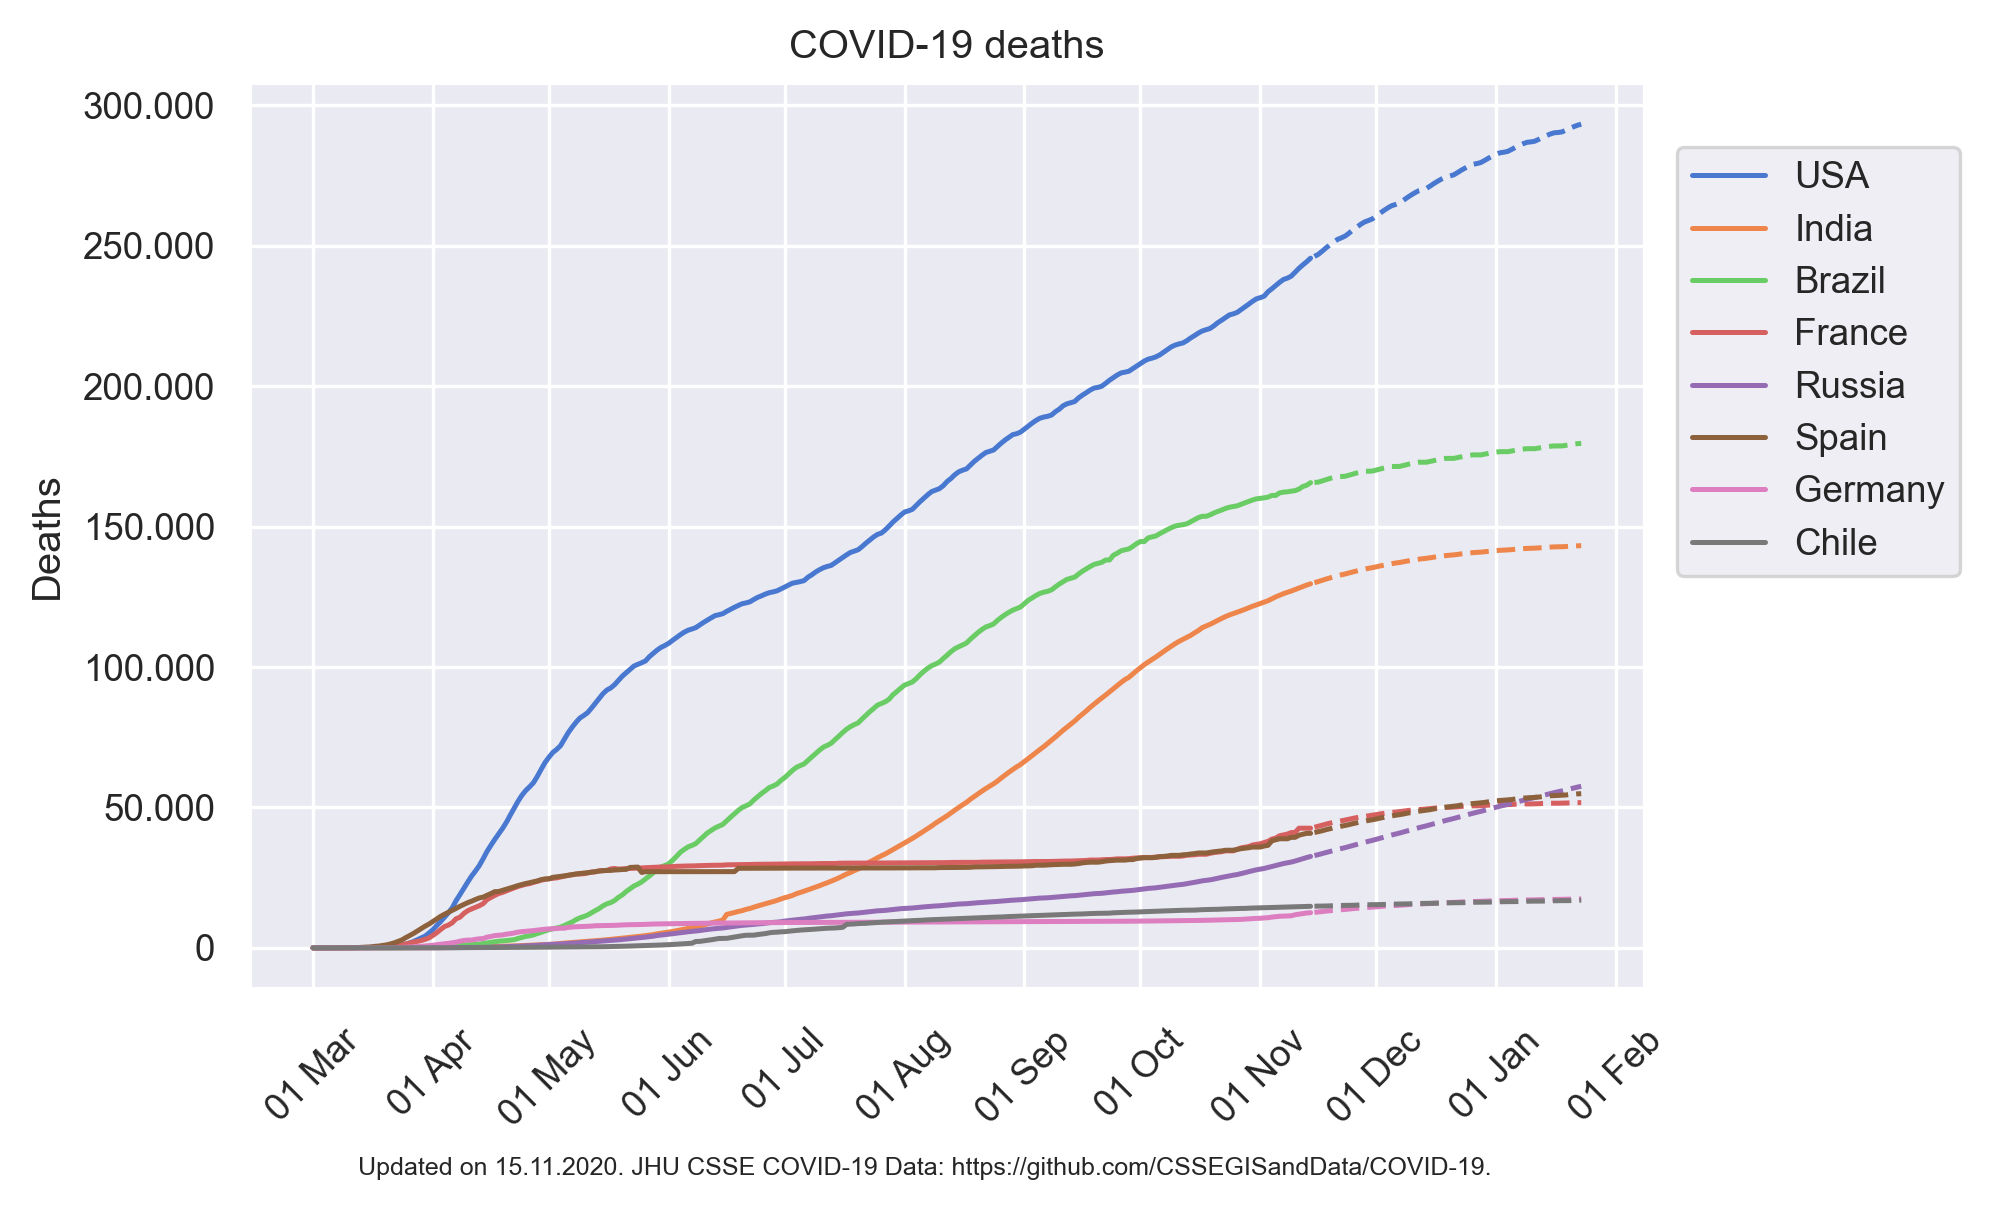 COVID-19 deaths
300.000
250.000
200.000
150.000
100.000
50.000
0
Deaths
USA
India
Brazil
France
Russia
Spain
Germany
Chile
01 Mar
01 Apr
01 May
01 Jun
01 Jul
01 Aug
01 Sep
01 Oct
01 Nov
01 Dec
01 Jan
01 Feb
Updated on 15.11.2020. JHU CSSE COVID-19 Data: https://github.com/CSSEGISandData/COVID-19.